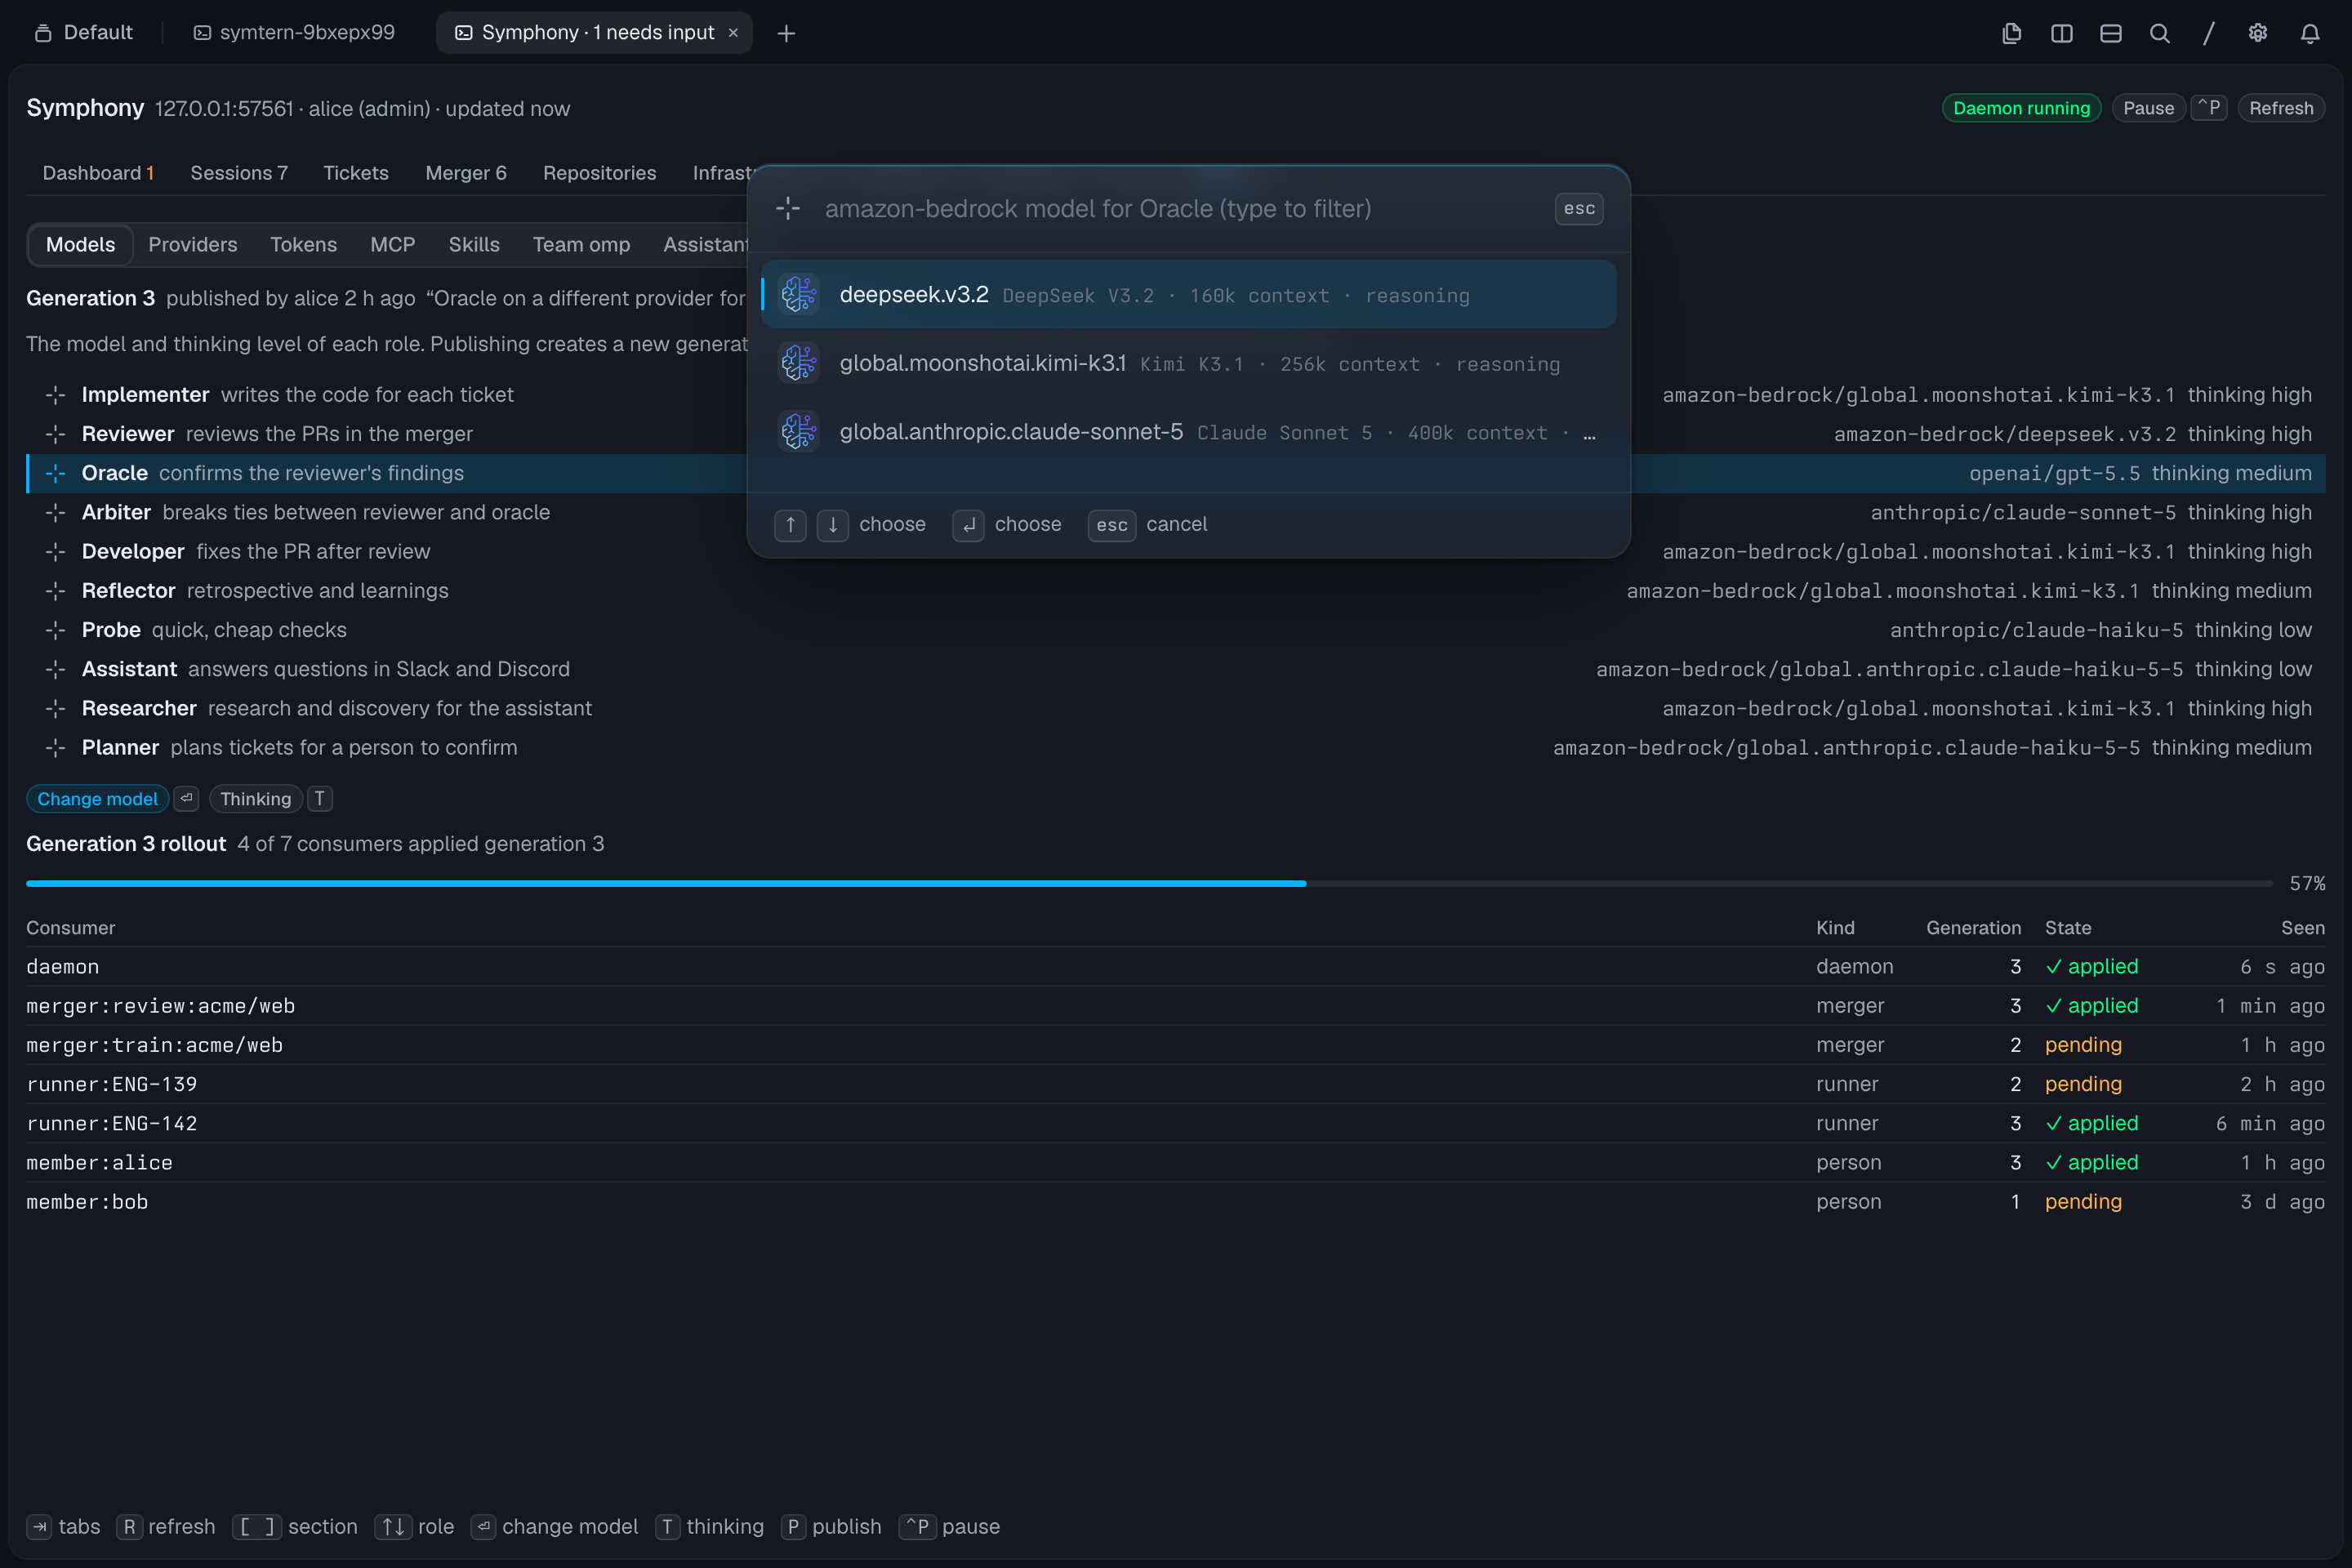 Default
symtern-9bxepx99
Symphony · 1 needs input ×
Symphony 127.0.0.1:57561 · alice (admin) · updated now
Daemon running Pause ^P Refresh
Dashboard 1 Sessions 7 Tickets Merger 6 Repositories
amazon-bedrock model for Oracle (type to filter) esc
Models Providers Tokens MCP Skills Team omp
deepseek.v3.2 DeepSeek V3.2 · 160k context · reasoning
Generation 3 published by alice 2 h ago “Oracle on a different provider for
The model and thinking level of each role. Publishing creates a new
global.moonshotai.kimi-k3.1 Kimi K3.1 · 256k context · reasoning
global.anthropic.claude-sonnet-5 Claude Sonnet 5 · 400k context · …
↑ ↓ choose ↵ choose esc cancel
Implementer writes the code for each ticket amazon-bedrock/global.moonshotai.kimi-k3.1 thinking high
Reviewer reviews the PRs in the merger amazon-bedrock/deepseek.v3.2 thinking high
Oracle confirms the reviewer's findings openai/gpt-5.5 thinking medium
Arbiter breaks ties between reviewer and oracle anthropic/claude-sonnet-5 thinking high
Developer fixes the PR after review amazon-bedrock/global.moonshotai.kimi-k3.1 thinking high
Reflector retrospective and learnings amazon-bedrock/global.moonshotai.kimi-k3.1 thinking medium
Probe quick, cheap checks anthropic/claude-haiku-5 thinking low
Assistant answers questions in Slack and Discord amazon-bedrock/global.anthropic.claude-haiku-5-5 thinking low
Researcher research and discovery for the assistant amazon-bedrock/global.moonshotai.kimi-k3.1 thinking high
Planner plans tickets for a person to confirm amazon-bedrock/global.anthropic.claude-haiku-5-5 thinking medium
Change model ⏎ Thinking T
Generation 3 rollout 4 of 7 consumers applied generation 3
57%
Consumer Kind Generation State Seen
daemon daemon 3 ✓ applied 6 s ago
merger:review:acme/web merger 3 ✓ applied 1 min ago
merger:train:acme/web merger 2 pending 1 h ago
runner:ENG-139 runner 2 pending 2 h ago
runner:ENG-142 runner 3 ✓ applied 6 min ago
member:alice person 3 ✓ applied 1 h ago
member:bob person 1 pending 3 d ago
⇥ tabs R refresh [ ] section ↑↓ role ⏎ change model T thinking P publish ^P pause